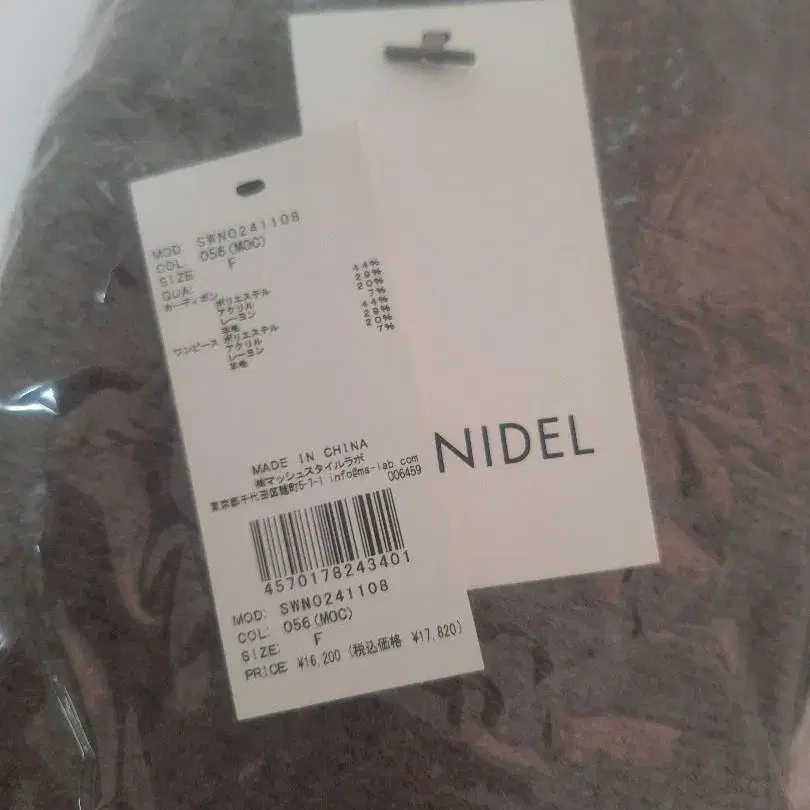 MOD: SWNO241108
COL: 056(MOC)
SIZE: F
QUA:
カーディガン ポリエステル 44%
アクリル 29%
レーヨン 20%
羊毛 7%
ワンピース ポリエステル 44%
アクリル 29%
レーヨン 20%
羊毛 7%
MADE IN CHINA
㈱マッシュスタイルラボ
東京都千代田区麹町5-7-1 info@ms-lab.com
006459
4570178243401
MOD: SWNO241108
COL: 056(MOC)
SIZE: F
PRICE: ¥16,200 (税込価格 ¥17,820)
NIDEL